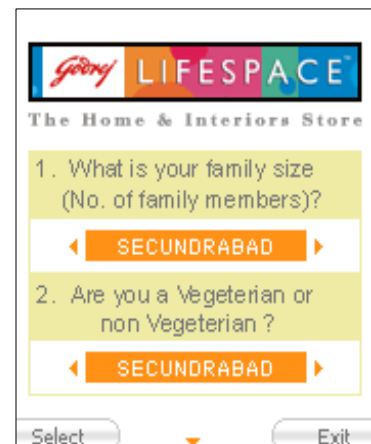 Godrej LIFESPACE
The Home & Interiors Store
1. What is your family size
(No. of family members)?
SECUNDRABAD
2. Are you a Vegeterian or
non Vegeterian ?
SECUNDRABAD
Select Exit